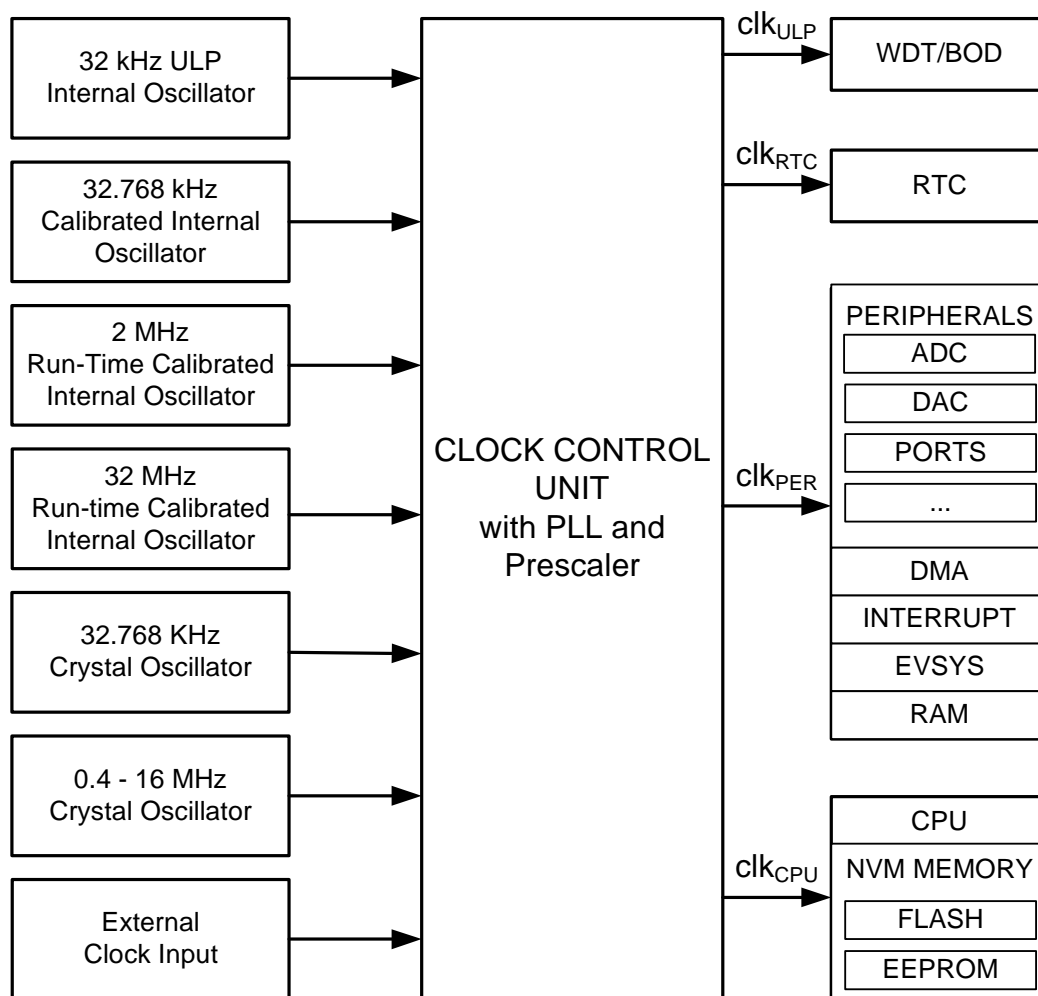 32 kHz ULP
Internal Oscillator
32.768 kHz
Calibrated Internal
Oscillator
2 MHz
Run-Time Calibrated
Internal Oscillator
32 MHz
Run-time Calibrated
Internal Oscillator
32.768 KHz
Crystal Oscillator
0.4 - 16 MHz
Crystal Oscillator
External
Clock Input
CLOCK CONTROL
UNIT
with PLL and
Prescaler
clkULP
WDT/BOD
clkRTC
RTC
clkPER
PERIPHERALS
ADC
DAC
PORTS
...
DMA
INTERRUPT
EVSYS
RAM
clkCPU
CPU
NVM MEMORY
FLASH
EEPROM